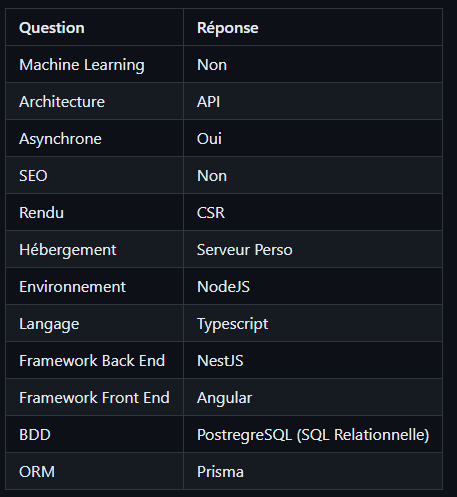 Question Réponse
Machine Learning Non
Architecture API
Asynchrone Oui
SEO Non
Rendu CSR
Hébergement Serveur Perso
Environnement NodeJS
Langage Typescript
Framework Back End NestJS
Framework Front End Angular
BDD PostregreSQL (SQL Relationnelle)
ORM Prisma